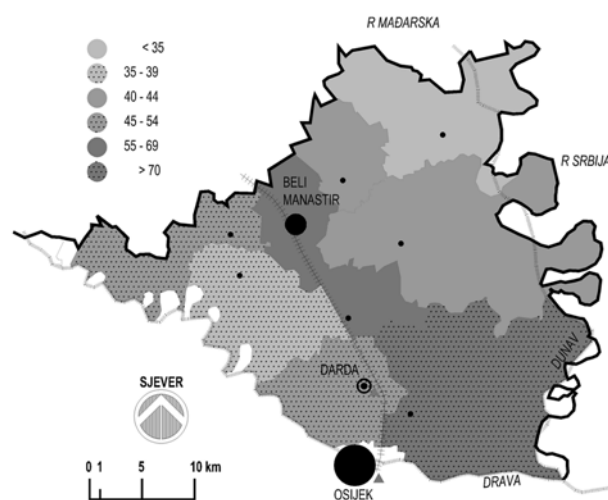 R MAĐARSKA
< 35
35 - 39
40 - 44
45 - 54
55 - 69
> 70
R SRBIJA
BELI
MANASTIR
DUNAV
DARDA
SJEVER
0 1 5 10 km
DRAVA
OSIJEK